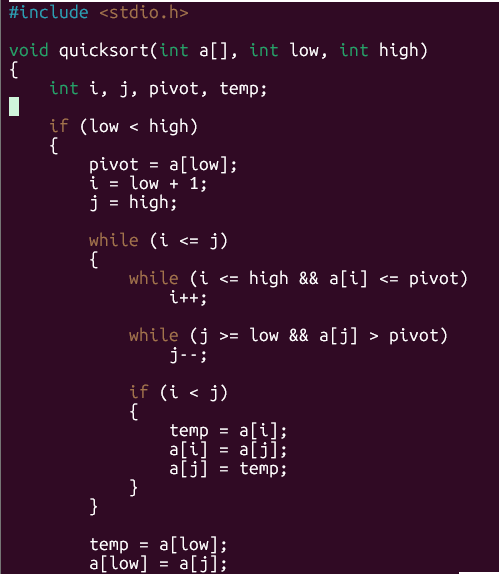 #include <stdio.h>
void quicksort(int a[], int low, int high)
{
    int i, j, pivot, temp;
    if (low < high)
    {
        pivot = a[low];
        i = low + 1;
        j = high;
        while (i <= j)
        {
            while (i <= high && a[i] <= pivot)
                i++;
            while (j >= low && a[j] > pivot)
                j--;
            if (i < j)
            {
                temp = a[i];
                a[i] = a[j];
                a[j] = temp;
            }
        }
        temp = a[low];
        a[low] = a[j];